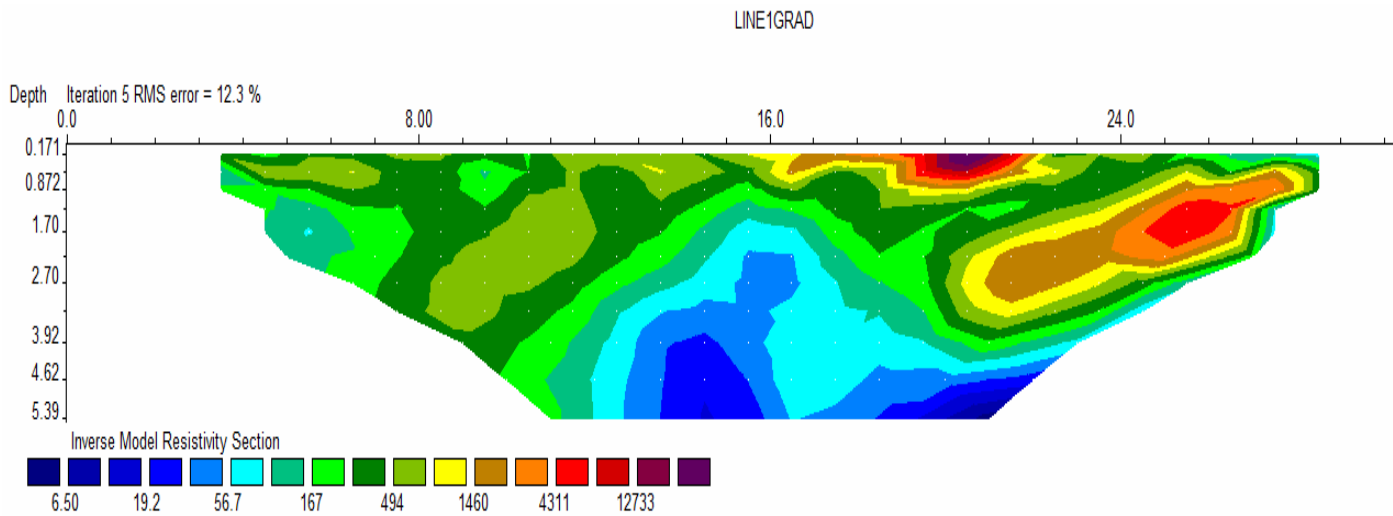 LINE1GRAD
Depth Iteration 5 RMS error = 12.3 %
0.0 8.00 16.0 24.0
0.171
0.872
1.70
2.70
3.92
4.62
5.39
Inverse Model Resistivity Section
6.50 19.2 56.7 167 494 1460 4311 12733